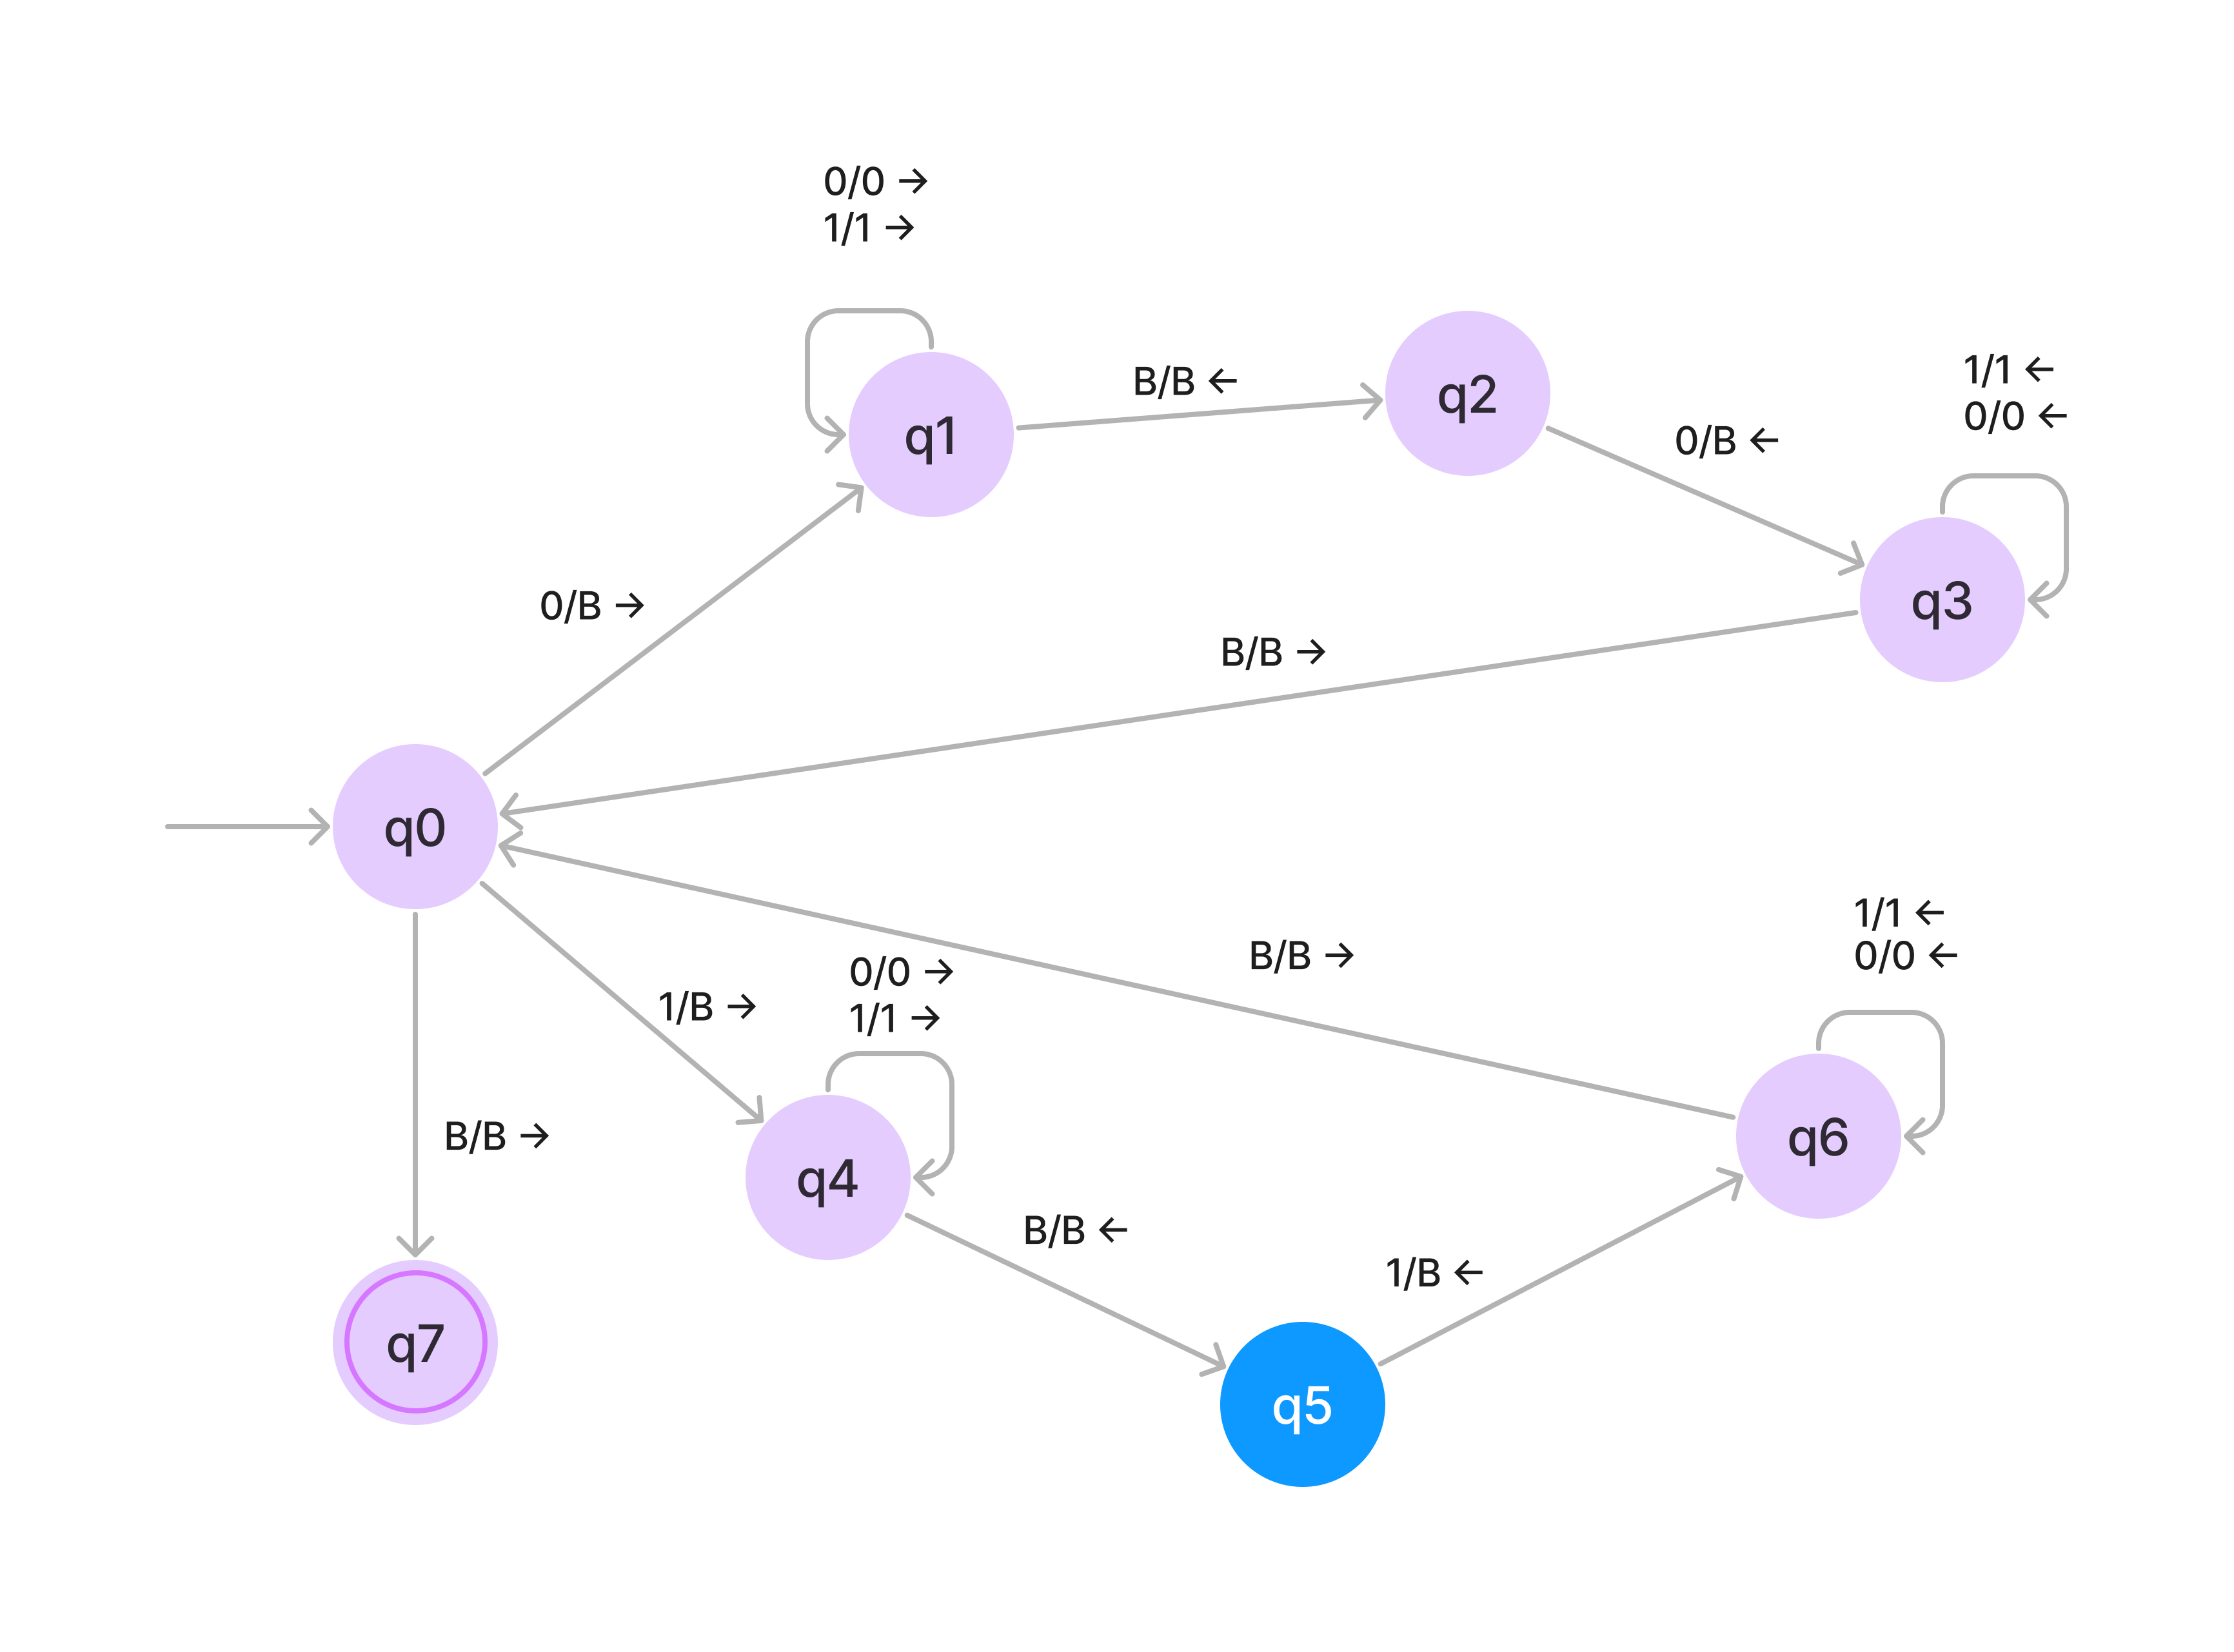 0/0 →
1/1 →
B/B ←
q2
1/1 ←
0/0 ←
0/B ←
q1
0/B →
q3
B/B →
q0
1/1 ←
0/0 ←
B/B →
0/0 →
1/1 →
1/B →
B/B →
q6
q4
B/B ←
1/B ←
q7
q5